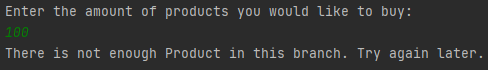 Enter the amount of products you would like to buy:
100
There is not enough Product in this branch. Try again later.